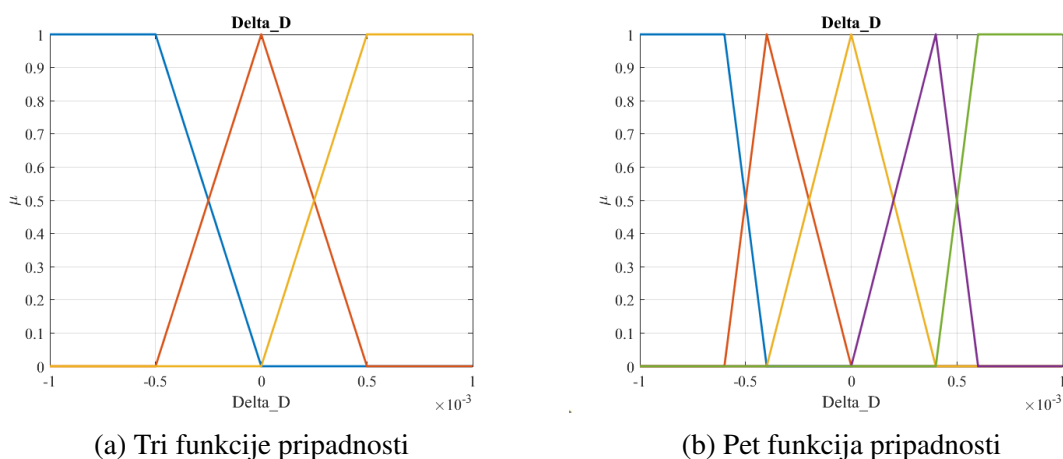 Delta_D
1
0.9
0.8
0.7
0.6
0.5
0.4
0.3
0.2
0.1
0
μ
-1 -0.5 0 0.5 1
Delta_D
×10-3
(a) Tri funkcije pripadnosti
Delta_D
1
0.9
0.8
0.7
0.6
0.5
0.4
0.3
0.2
0.1
0
μ
-1 -0.5 0 0.5 1
Delta_D
×10-3
(b) Pet funkcija pripadnosti